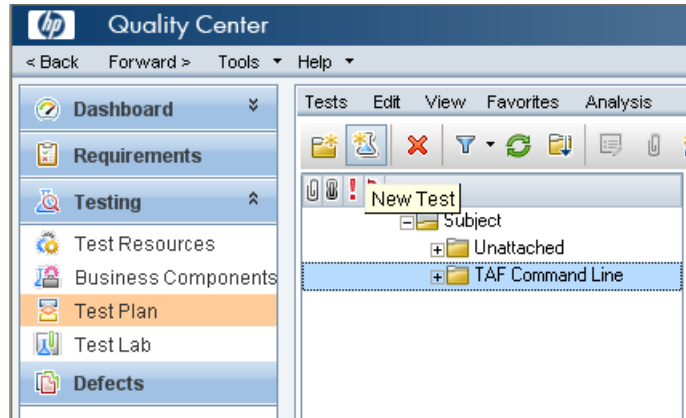 hp Quality Center
< Back Forward > Tools Help
Dashboard
Requirements
Testing
Test Resources
Business Components
Test Plan
Test Lab
Defects
Tests Edit View Favorites Analysis
New Test
Subject
Unattached
TAF Command Line